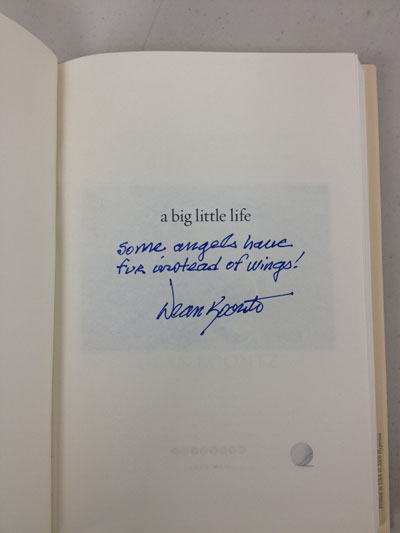 a big little life
Some angels have
fur instead of wings!
Dean Koontz